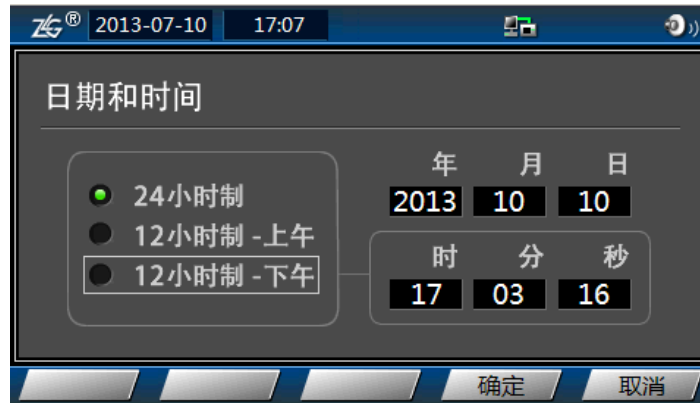 ZLG® 2013-07-10 17:07
日期和时间
24小时制
12小时制 -上午
12小时制 -下午
年 月 日
2013 10 10
时 分 秒
17 03 16
确定 取消